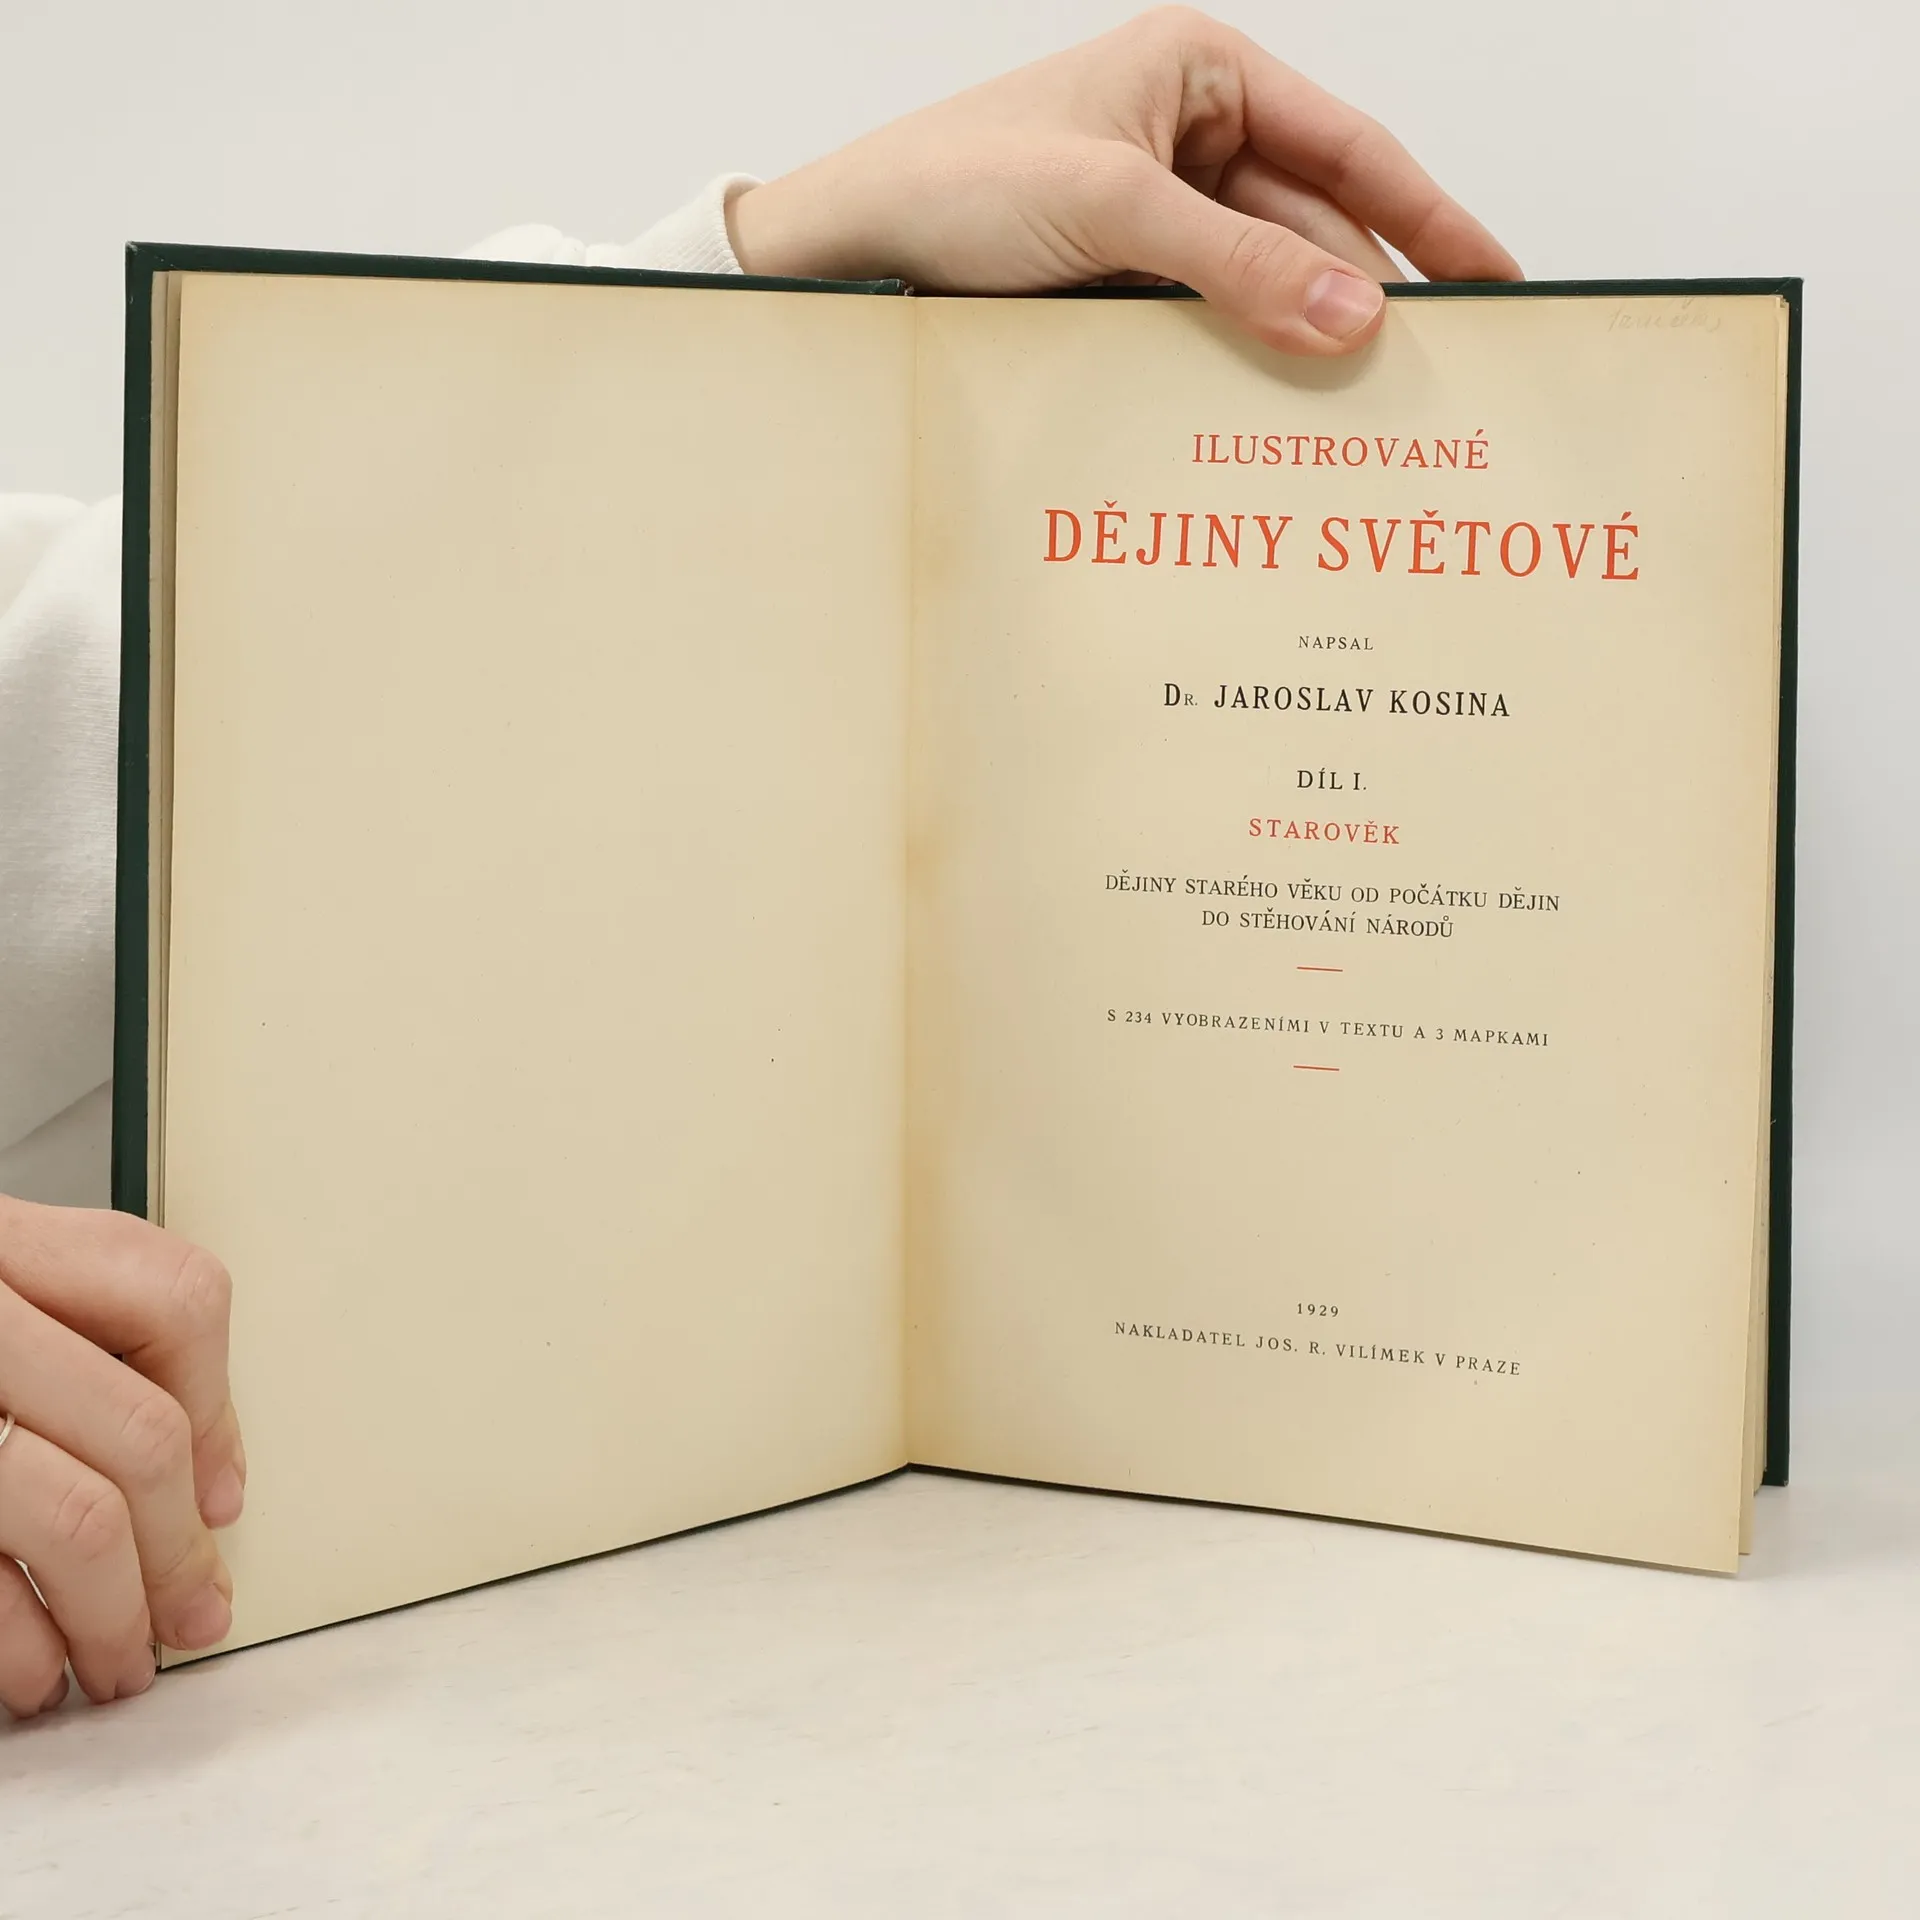 ILUSTROVANÉ
DĚJINY SVĚTOVÉ
NAPSAL
DR. JAROSLAV KOSINA
DÍL I.
STAROVĚK
DĚJINY STARÉHO VĚKU OD POČÁTKU DĚJIN
DO STĚHOVÁNÍ NÁRODŮ
S 234 VYOBRAZENÍMI V TEXTU A 3 MAPKAMI
1929
NAKLADATEL JOS. R. VILÍMEK V PRAZE